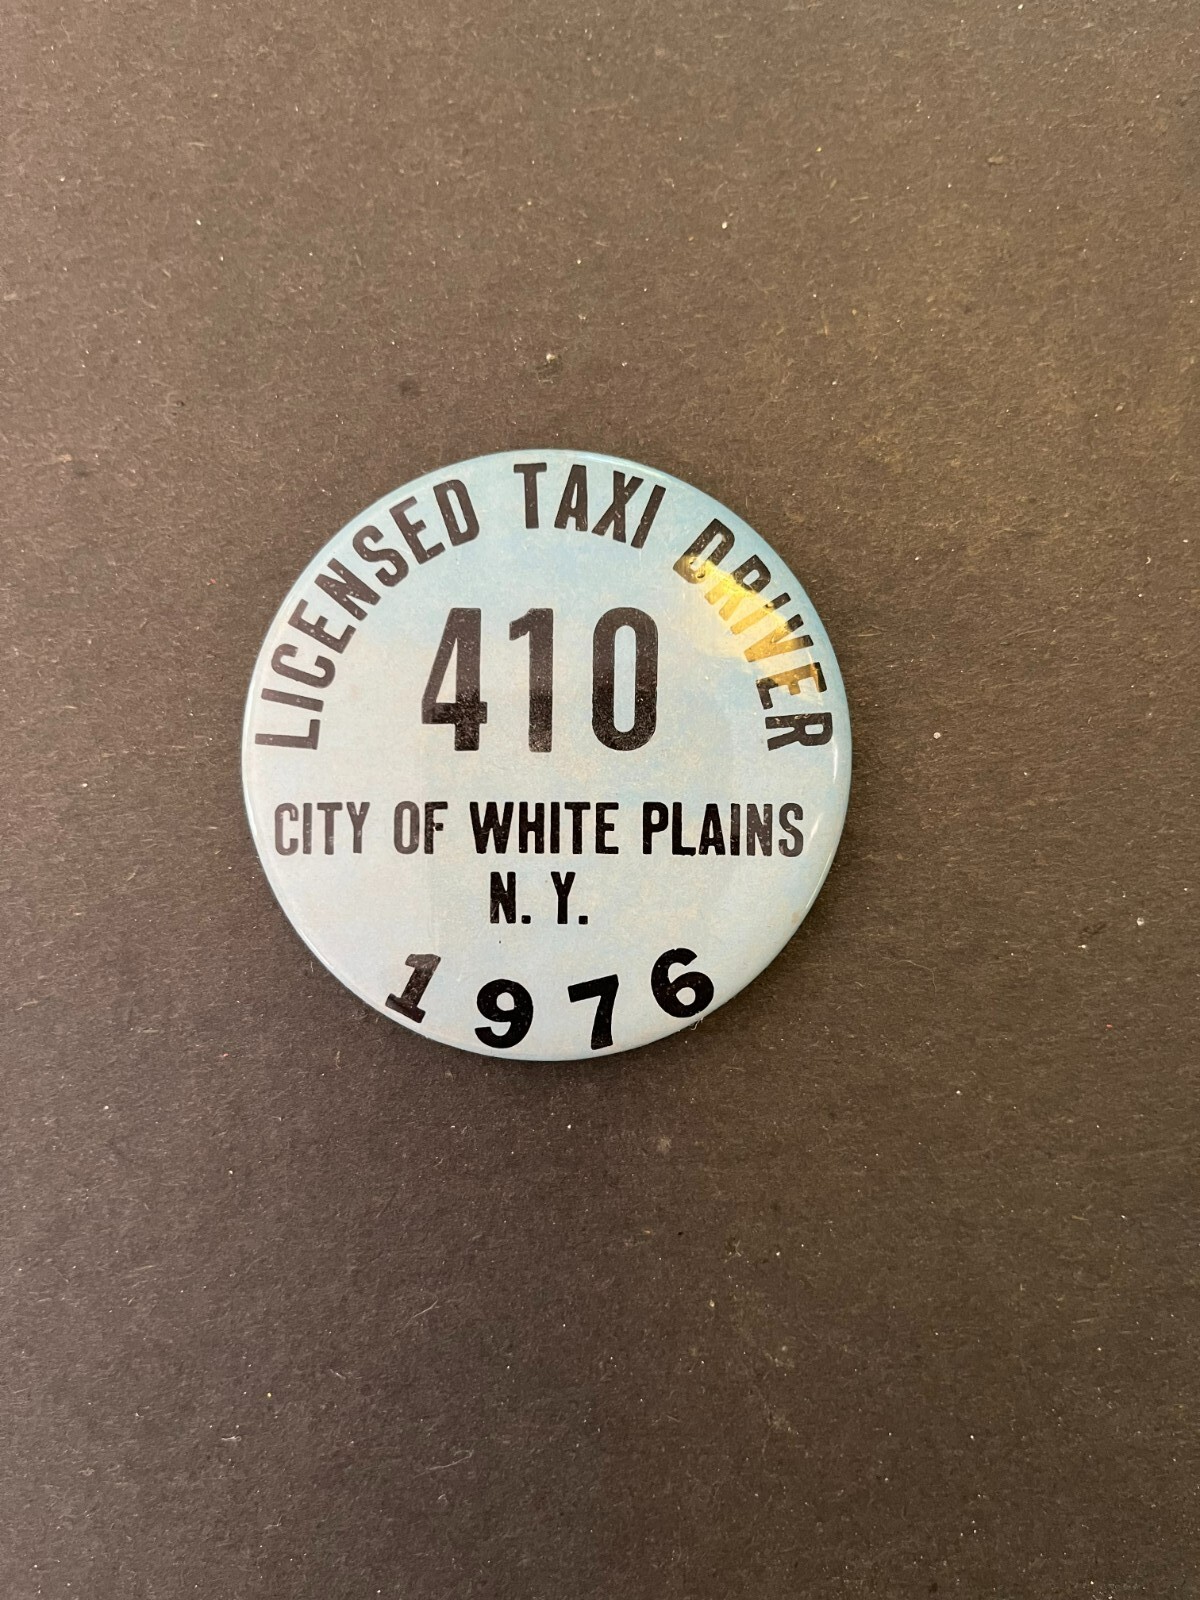 LICENSED TAXI DRIVER
410
CITY OF WHITE PLAINS
N. Y.
1976